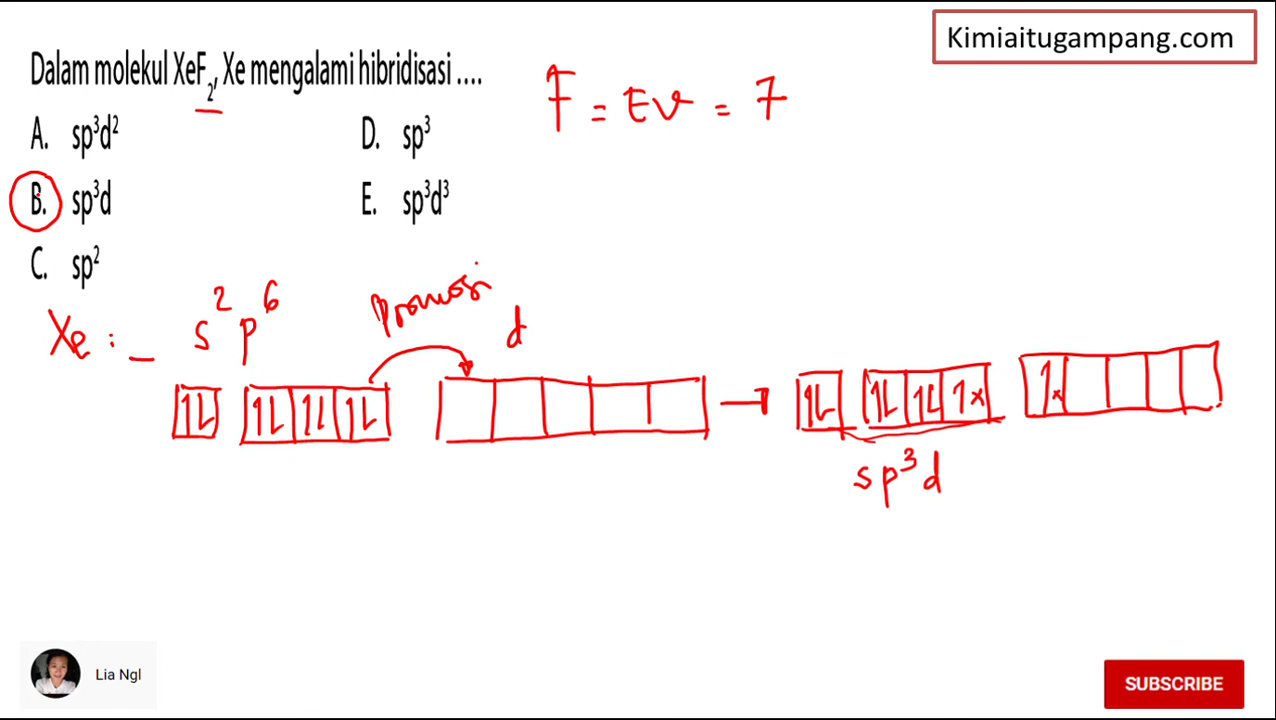 Kimiaitugampang.com
Dalam molekul XeF₂, Xe mengalami hibridisasi ....
F = EV = 7
A. sp³d²
D. sp³
B. sp³d
E. sp³d³
C. sp²
Xe : _ s² p⁶
Promosi
d
sp³d
Lia Ngl
SUBSCRIBE